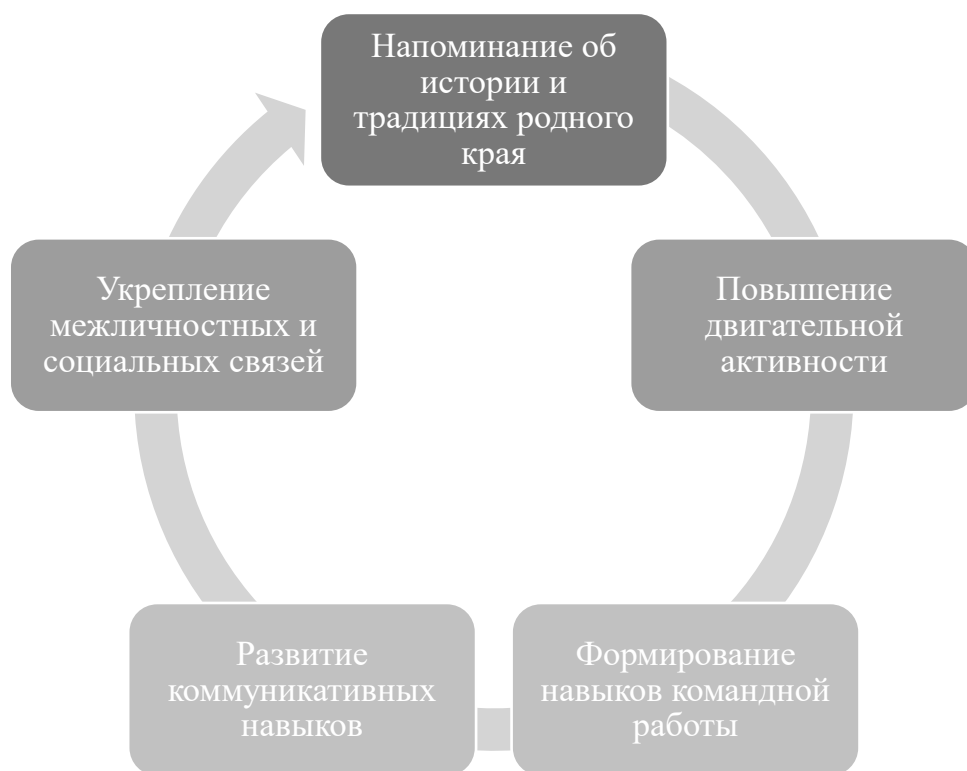 Напоминание об
истории и
традициях родного
края
Повышение
двигательной
активности
Формирование
навыков командной
работы
Развитие
коммуникативных
навыков
Укрепление
межличностных и
социальных связей